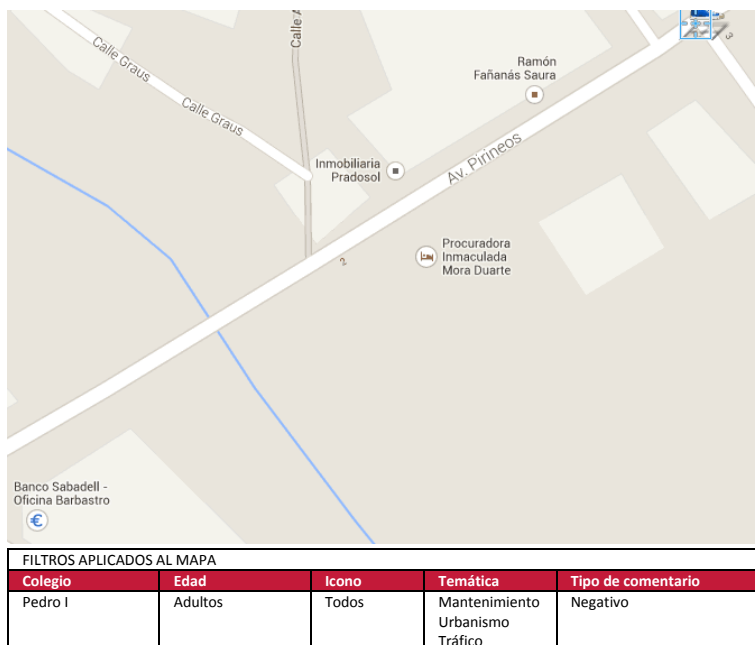 Calle Graus
Calle Graus
Calle A
Ramón
Fañanás Saura
3
Inmobiliaria
Pradosol
Av. Pirineos
Procuradora
Inmaculada
Mora Duarte
2
Banco Sabadell -
Oficina Barbastro
€
FILTROS APLICADOS AL MAPA
Colegio Edad Icono Temática Tipo de comentario
Pedro I Adultos Todos Mantenimiento Negativo
Urbanismo
Tráfico